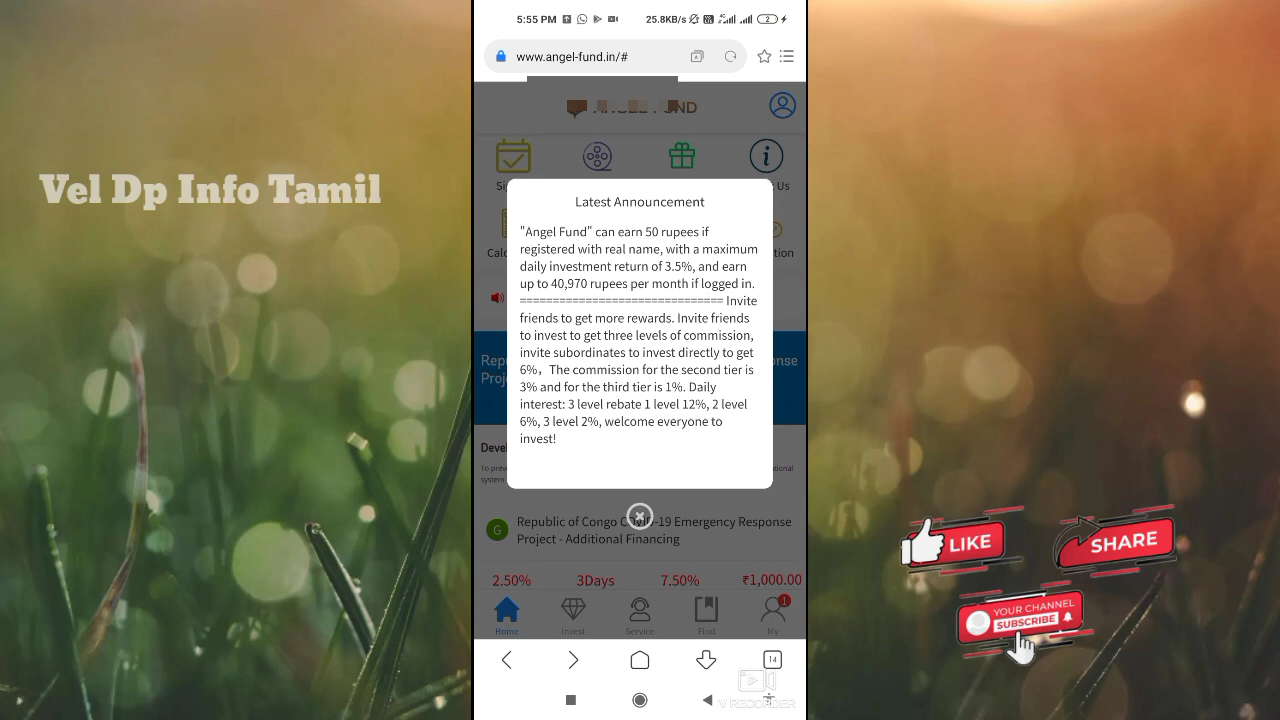 Vel Dp Info Tamil
5:55 PM
25.8KB/s
4G
2
www.angel-fund.in/#
ANGEL FUND
Us
Latest Announcement
"Angel Fund" can earn 50 rupees if
registered with real name, with a maximum
daily investment return of 3.5%, and earn
up to 40,970 rupees per month if logged in.
=============================== Invite
friends to get more rewards. Invite friends
to invest to get three levels of commission,
invite subordinates to invest directly to get
6%，The commission for the second tier is
3% and for the third tier is 1%. Daily
interest: 3 level rebate 1 level 12%, 2 level
6%, 3 level 2%, welcome everyone to
invest!
G
Republic of Congo COVID-19 Emergency Response
Project - Additional Financing
2.50% 3Days 7.50% ₹1,000.00
1
Home Invest Service Find My
14
V RECORDER
LIKE
SHARE
YOUR CHANNEL
SUBSCRIBE